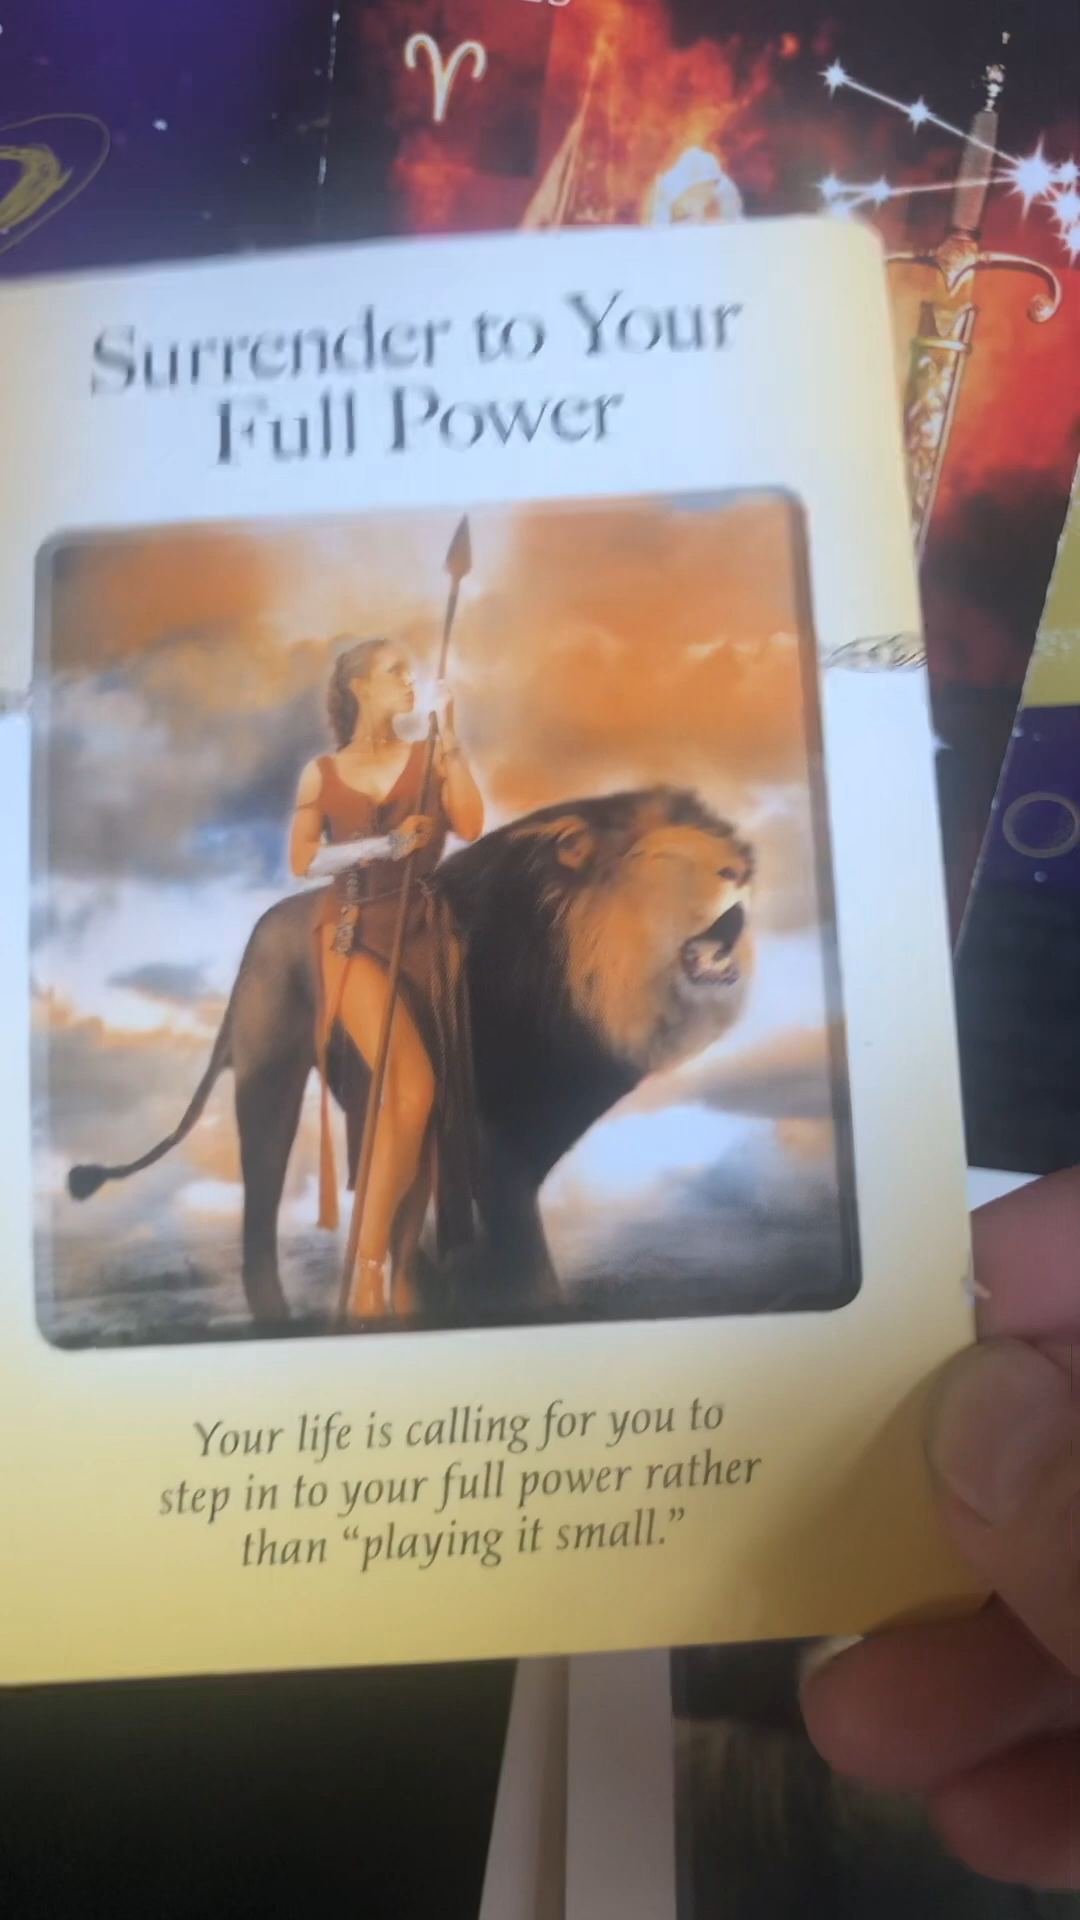 Surrender to Your
Full Power
Your life is calling for you to
step in to your full power rather
than “playing it small.”